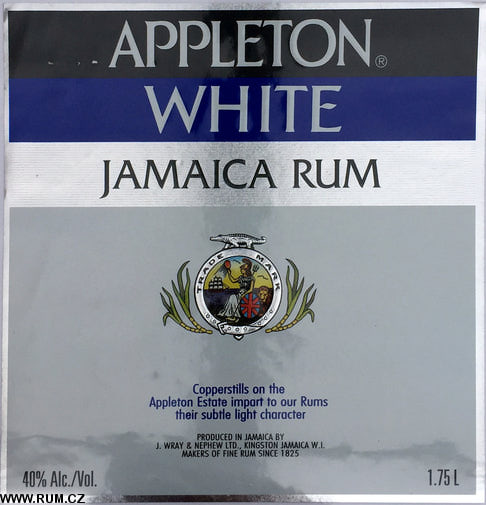 APPLETON®
WHITE
JAMAICA RUM
TRADE MARK
Copperstills on the
Appleton Estate impart to our Rums
their subtle light character
PRODUCED IN JAMAICA BY
J. WRAY & NEPHEW LTD., KINGSTON JAMAICA W.I.
MAKERS OF FINE RUM SINCE 1825
40% Alc./Vol.
1.75 L
WWW.RUM.CZ